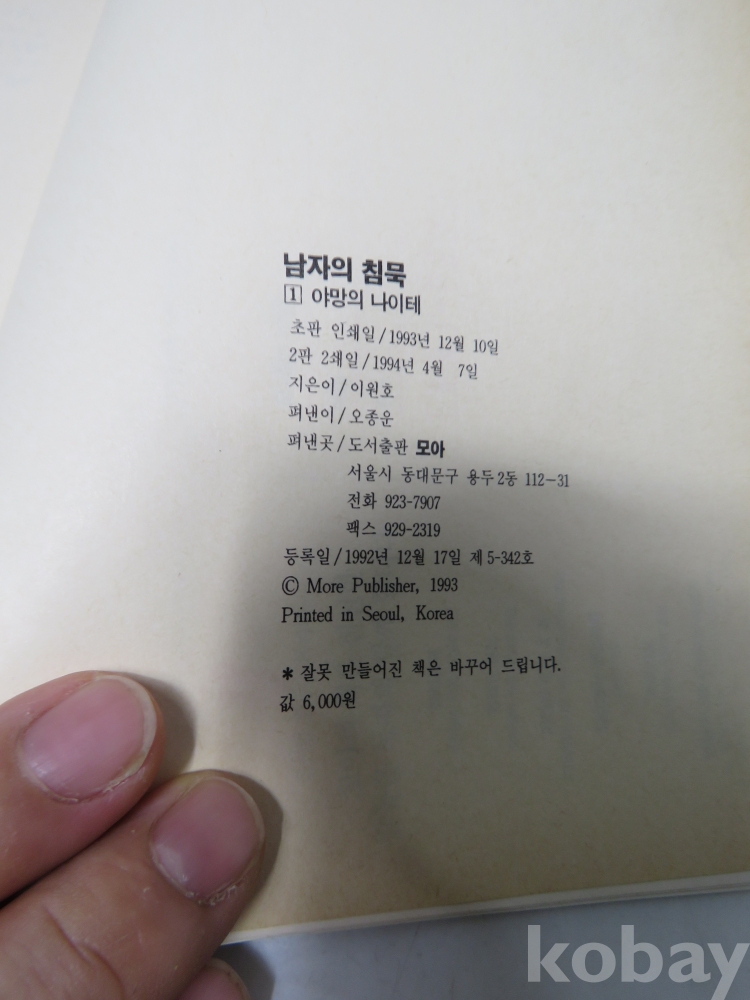 남자의 침묵
1 야망의 나이테
초판 인쇄일/1993년 12월 10일
2판 2쇄일/1994년 4월 7일
지은이/이원호
펴낸이/오종운
펴낸곳/도서출판 모아
서울시 동대문구 용두2동 112-31
전화 923-7907
팩스 929-2319
등록일/1992년 12월 17일 제5-342호
© More Publisher, 1993
Printed in Seoul, Korea
* 잘못 만들어진 책은 바꾸어 드립니다.
값 6,000원
kobay